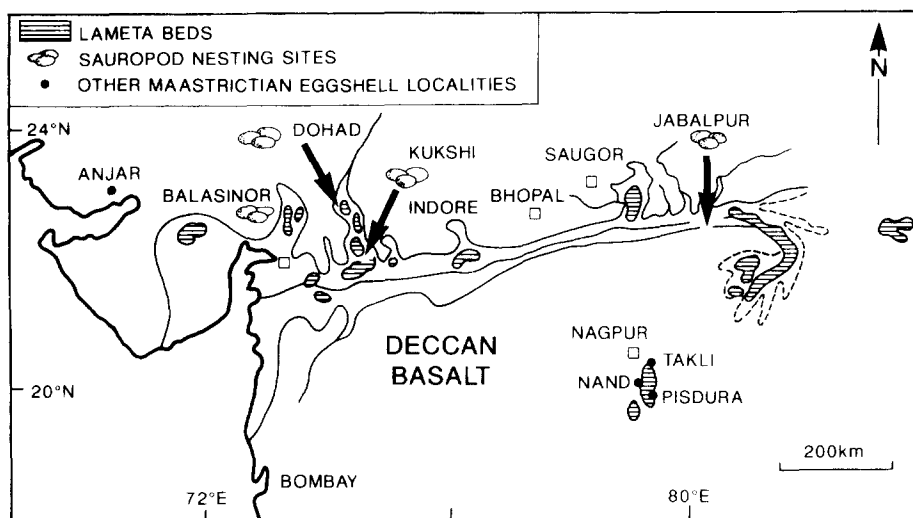 LAMETA BEDS
SAUROPOD NESTING SITES
OTHER MAASTRICTIAN EGGSHELL LOCALITIES
N
24°N
DOHAD
JABALPUR
KUKSHI
SAUGOR
ANJAR
BALASINOR
BHOPAL
INDORE
DECCAN
BASALT
NAGPUR
TAKLI
NAND
PISDURA
20°N
200km
BOMBAY
72°E
80°E